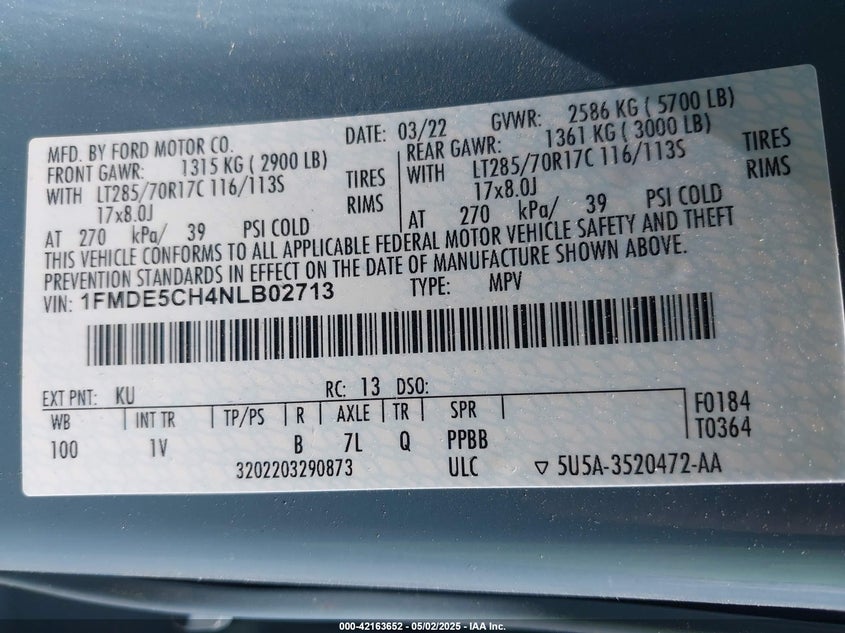 MFD. BY FORD MOTOR CO. DATE: 03/22 GVWR: 2586 KG ( 5700 LB)
FRONT GAWR: 1315 KG ( 2900 LB) REAR GAWR: 1361 KG ( 3000 LB)
WITH LT285/70R17C 116/113S TIRES WITH LT285/70R17C 116/113S TIRES
17x8.0J RIMS 17x8.0J RIMS
AT 270 kPa/ 39 PSI COLD AT 270 kPa/ 39 PSI COLD
THIS VEHICLE CONFORMS TO ALL APPLICABLE FEDERAL MOTOR VEHICLE SAFETY AND THEFT
PREVENTION STANDARDS IN EFFECT ON THE DATE OF MANUFACTURE SHOWN ABOVE.
VIN: 1FMDE5CH4NLB02713 TYPE: MPV
EXT PNT: KU RC: 13 DSO:
WB INT TR TP/PS R AXLE TR SPR F0184
100 1V B 7L Q PPBB T0364
3202203290873 ULC ▽ 5U5A-3520472-AA
000-42163652 - 05/02/2025 - IAA Inc.